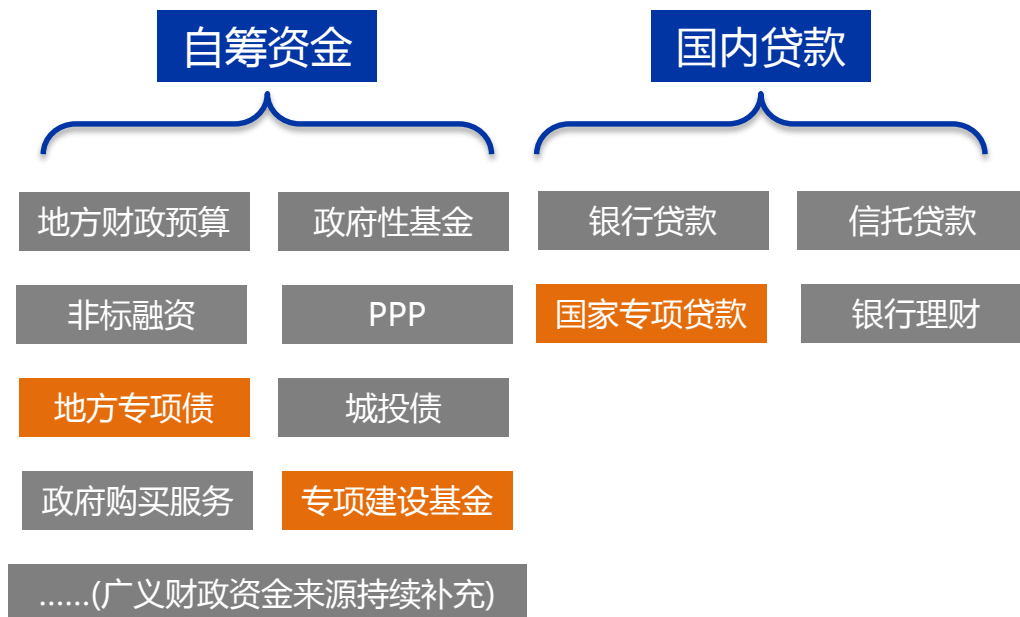 自筹资金
国内贷款
地方财政预算
政府性基金
银行贷款
信托贷款
非标融资
PPP
国家专项贷款
银行理财
地方专项债
城投债
政府购买服务
专项建设基金
......(广义财政资金来源持续补充)